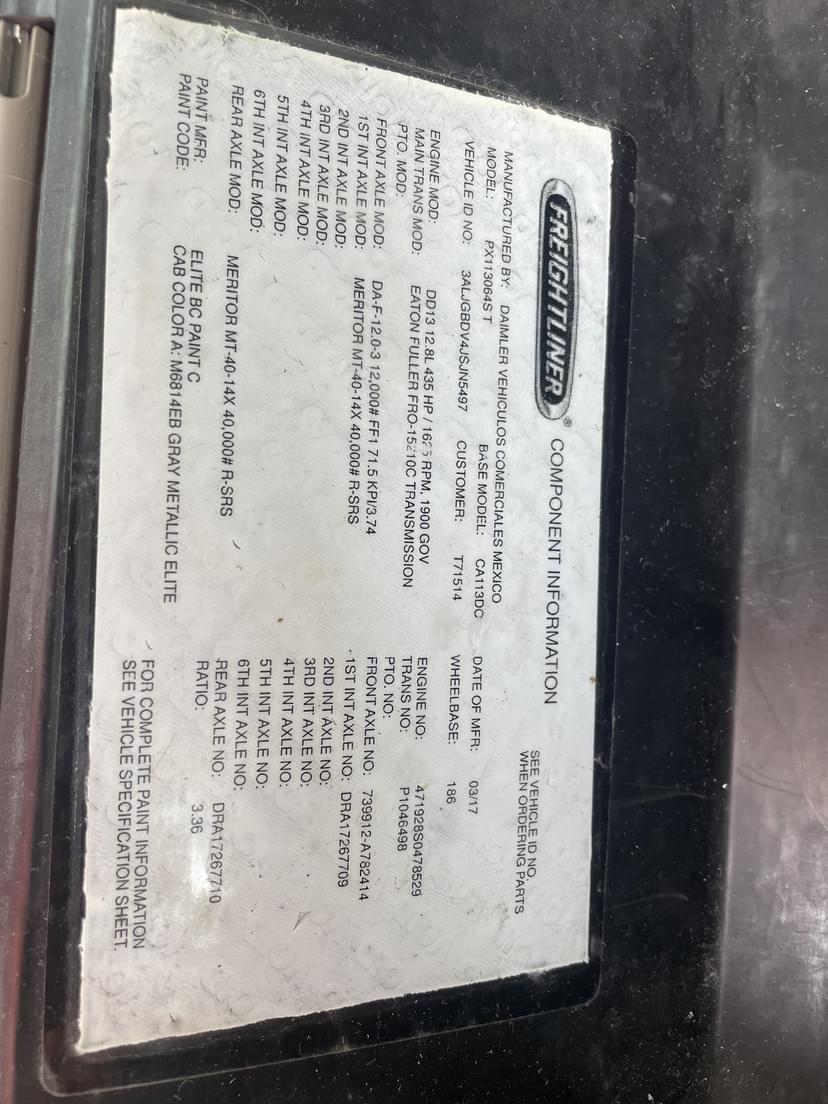 FREIGHTLINER® COMPONENT INFORMATION
SEE VEHICLE ID NO.
WHEN ORDERING PARTS
MANUFACTURED BY: DAIMLER VEHICULOS COMERCIALES MEXICO
MODEL: PX113064S T BASE MODEL: CA113DC DATE OF MFR: 03/17
VEHICLE ID NO: 3ALJGBDV4JSJN5497 CUSTOMER: T71514 WHEELBASE: 186
ENGINE MOD: DD13 12.8L 435 HP / 1625 RPM, 1900 GOV ENGINE NO: 471928S0478529
MAIN TRANS MOD: EATON FULLER FRO-15210C TRANSMISSION TRANS NO: P1046498
PTO. MOD: PTO. NO:
FRONT AXLE MOD: DA-F-12.0-3 12,000# FF1 71.5 KPI/3.74 FRONT AXLE NO: 739912-A782414
1ST INT AXLE MOD: MERITOR MT-40-14X 40,000# R-SRS 1ST INT AXLE NO: DRA17267709
2ND INT AXLE MOD: 2ND INT AXLE NO:
3RD INT AXLE MOD: 3RD INT AXLE NO:
4TH INT AXLE MOD: 4TH INT AXLE NO:
5TH INT AXLE MOD: 5TH INT AXLE NO:
6TH INT AXLE MOD: 6TH INT AXLE NO:
REAR AXLE MOD: MERITOR MT-40-14X 40,000# R-SRS REAR AXLE NO: DRA17267710
RATIO: 3.36
PAINT MFR: ELITE BC PAINT C
PAINT CODE: CAB COLOR A: M6814EB GRAY METALLIC ELITE
FOR COMPLETE PAINT INFORMATION
SEE VEHICLE SPECIFICATION SHEET.